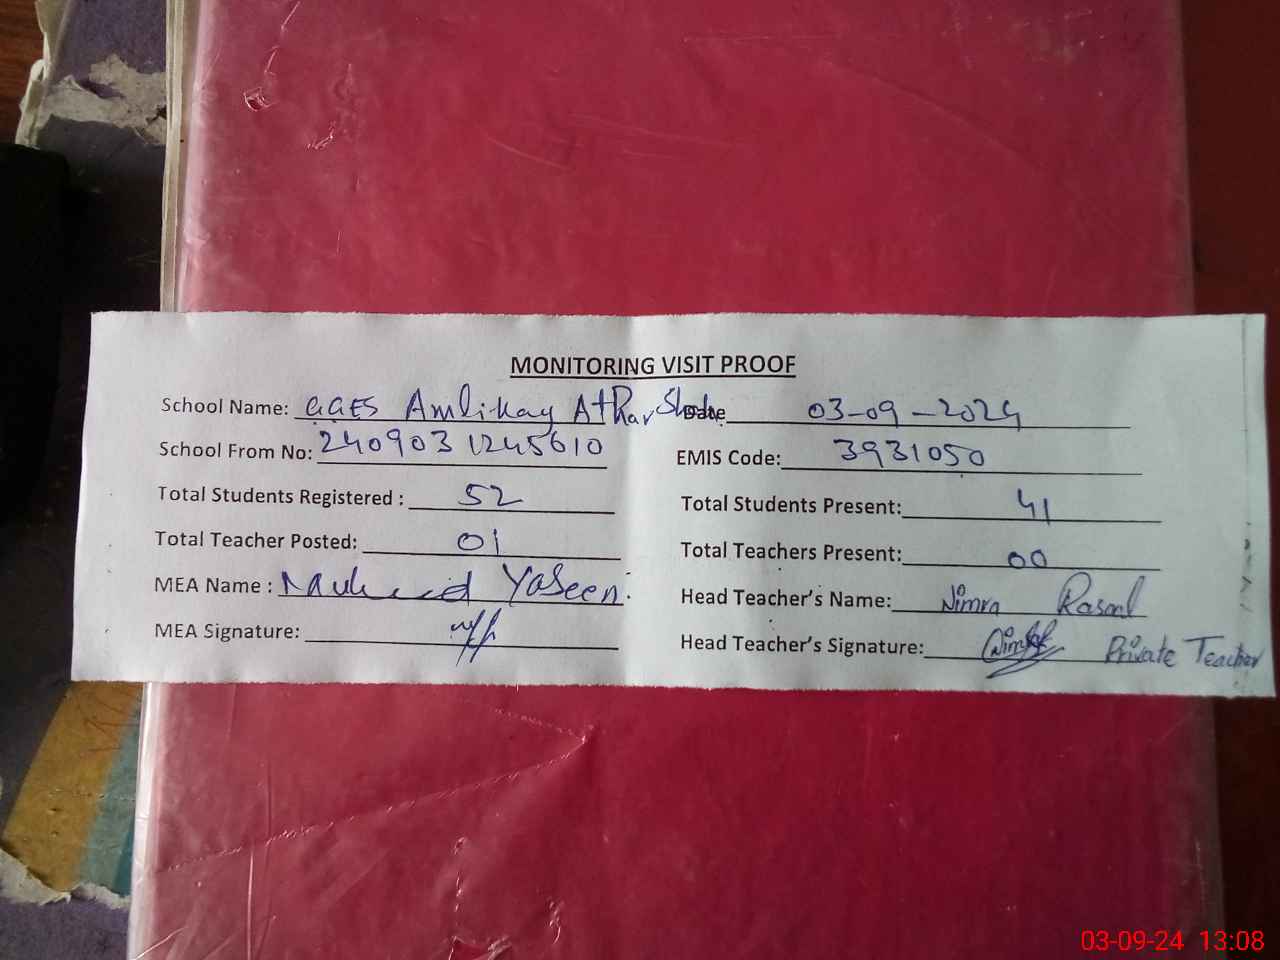 MONITORING VISIT PROOF
School Name: GGES Amlikay Athar Shah Date 03-09-2024
School From No: 2409031245610 EMIS Code: 3931050
Total Students Registered : 52 Total Students Present: 41
Total Teacher Posted: 01 Total Teachers Present: 00
MEA Name : Yaseen. Head Teacher's Name: Nimra Rasool
MEA Signature: Head Teacher's Signature: Private Teacher
03-09-24 13:08